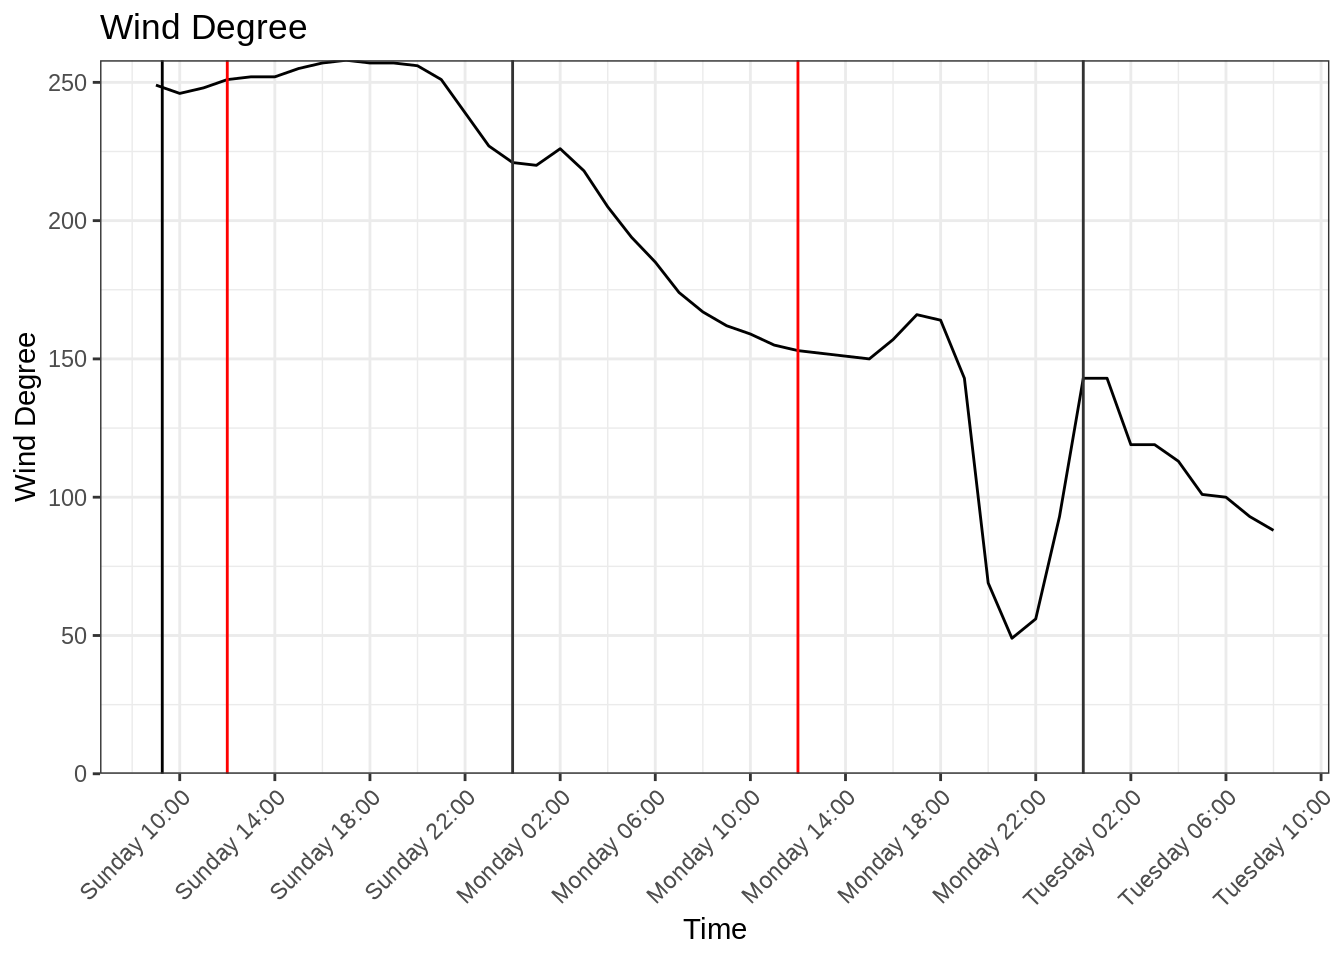 Wind Degree
Wind Degree
250
200
150
100
50
0
Sunday 10:00
Sunday 14:00
Sunday 18:00
Sunday 22:00
Monday 02:00
Monday 06:00
Monday 10:00
Monday 14:00
Monday 18:00
Monday 22:00
Tuesday 02:00
Tuesday 06:00
Tuesday 10:00
Time